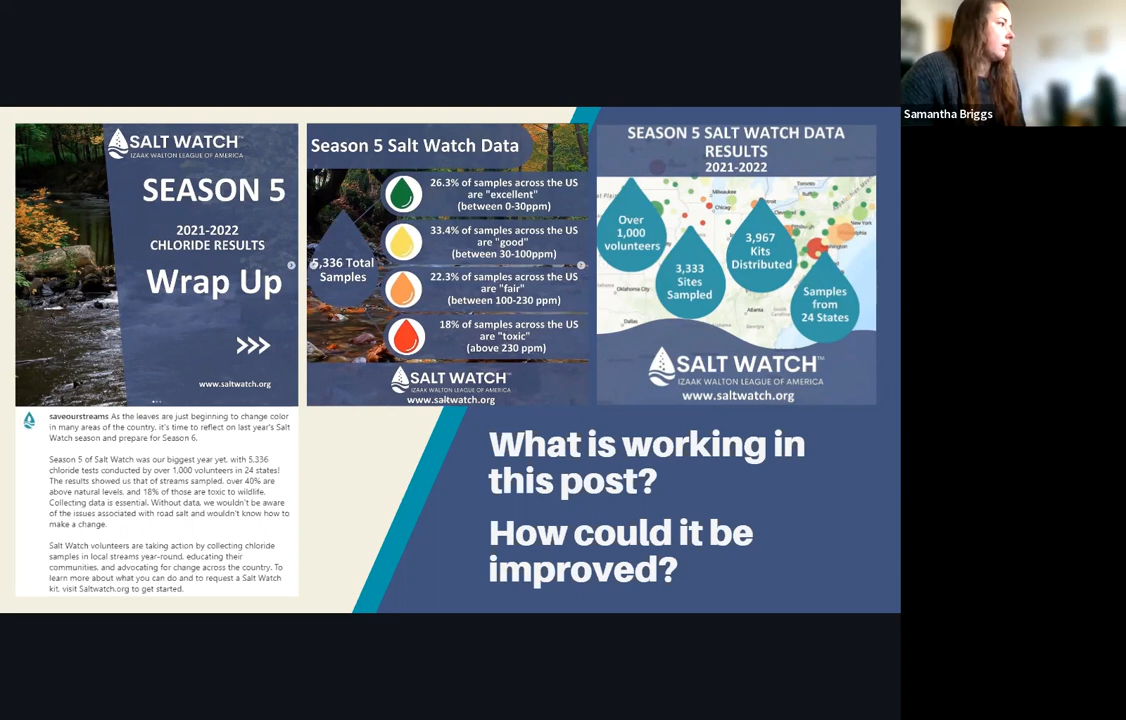 SALT WATCH™
IZAAK WALTON LEAGUE OF AMERICA
SEASON 5
2021-2022
CHLORIDE RESULTS
Wrap Up
www.saltwatch.org
Season 5 Salt Watch Data
26.3% of samples across the US
are "excellent"
(between 0-30ppm)
33.4% of samples across the US
are "good"
(between 30-100ppm)
5,336 Total
Samples
22.3% of samples across the US
are "fair"
(between 100-230 ppm)
18% of samples across the US
are "toxic"
(above 230 ppm)
SALT WATCH™
IZAAK WALTON LEAGUE OF AMERICA
www.saltwatch.org
SEASON 5 SALT WATCH DATA
RESULTS
2021-2022
Toronto
Milwaukee
Chicago
New York
Oklahoma City
Atlanta
Dallas
Over
1,000
volunteers
3,333
Sites
Sampled
3,967
Kits
Distributed
Samples
from
24 States
SALT WATCH™
IZAAK WALTON LEAGUE OF AMERICA
www.saltwatch.org
saveourstreams As the leaves are just beginning to change color
in many areas of the country, it's time to reflect on last year's Salt
Watch season and prepare for Season 6.
Season 5 of Salt Watch was our biggest year yet, with 5,336
chloride tests conducted by over 1,000 volunteers in 24 states!
The results showed us that of streams sampled, over 40% are
above natural levels, and 18% of those are toxic to wildlife.
Collecting data is essential. Without data, we wouldn't be aware
of the issues associated with road salt and wouldn't know how to
make a change.
Salt Watch volunteers are taking action by collecting chloride
samples in local streams year-round, educating their
communities, and advocating for change across the country. To
learn more about what you can do and to request a Salt Watch
kit, visit Saltwatch.org to get started.
What is working in
this post?
How could it be
improved?
Samantha Briggs